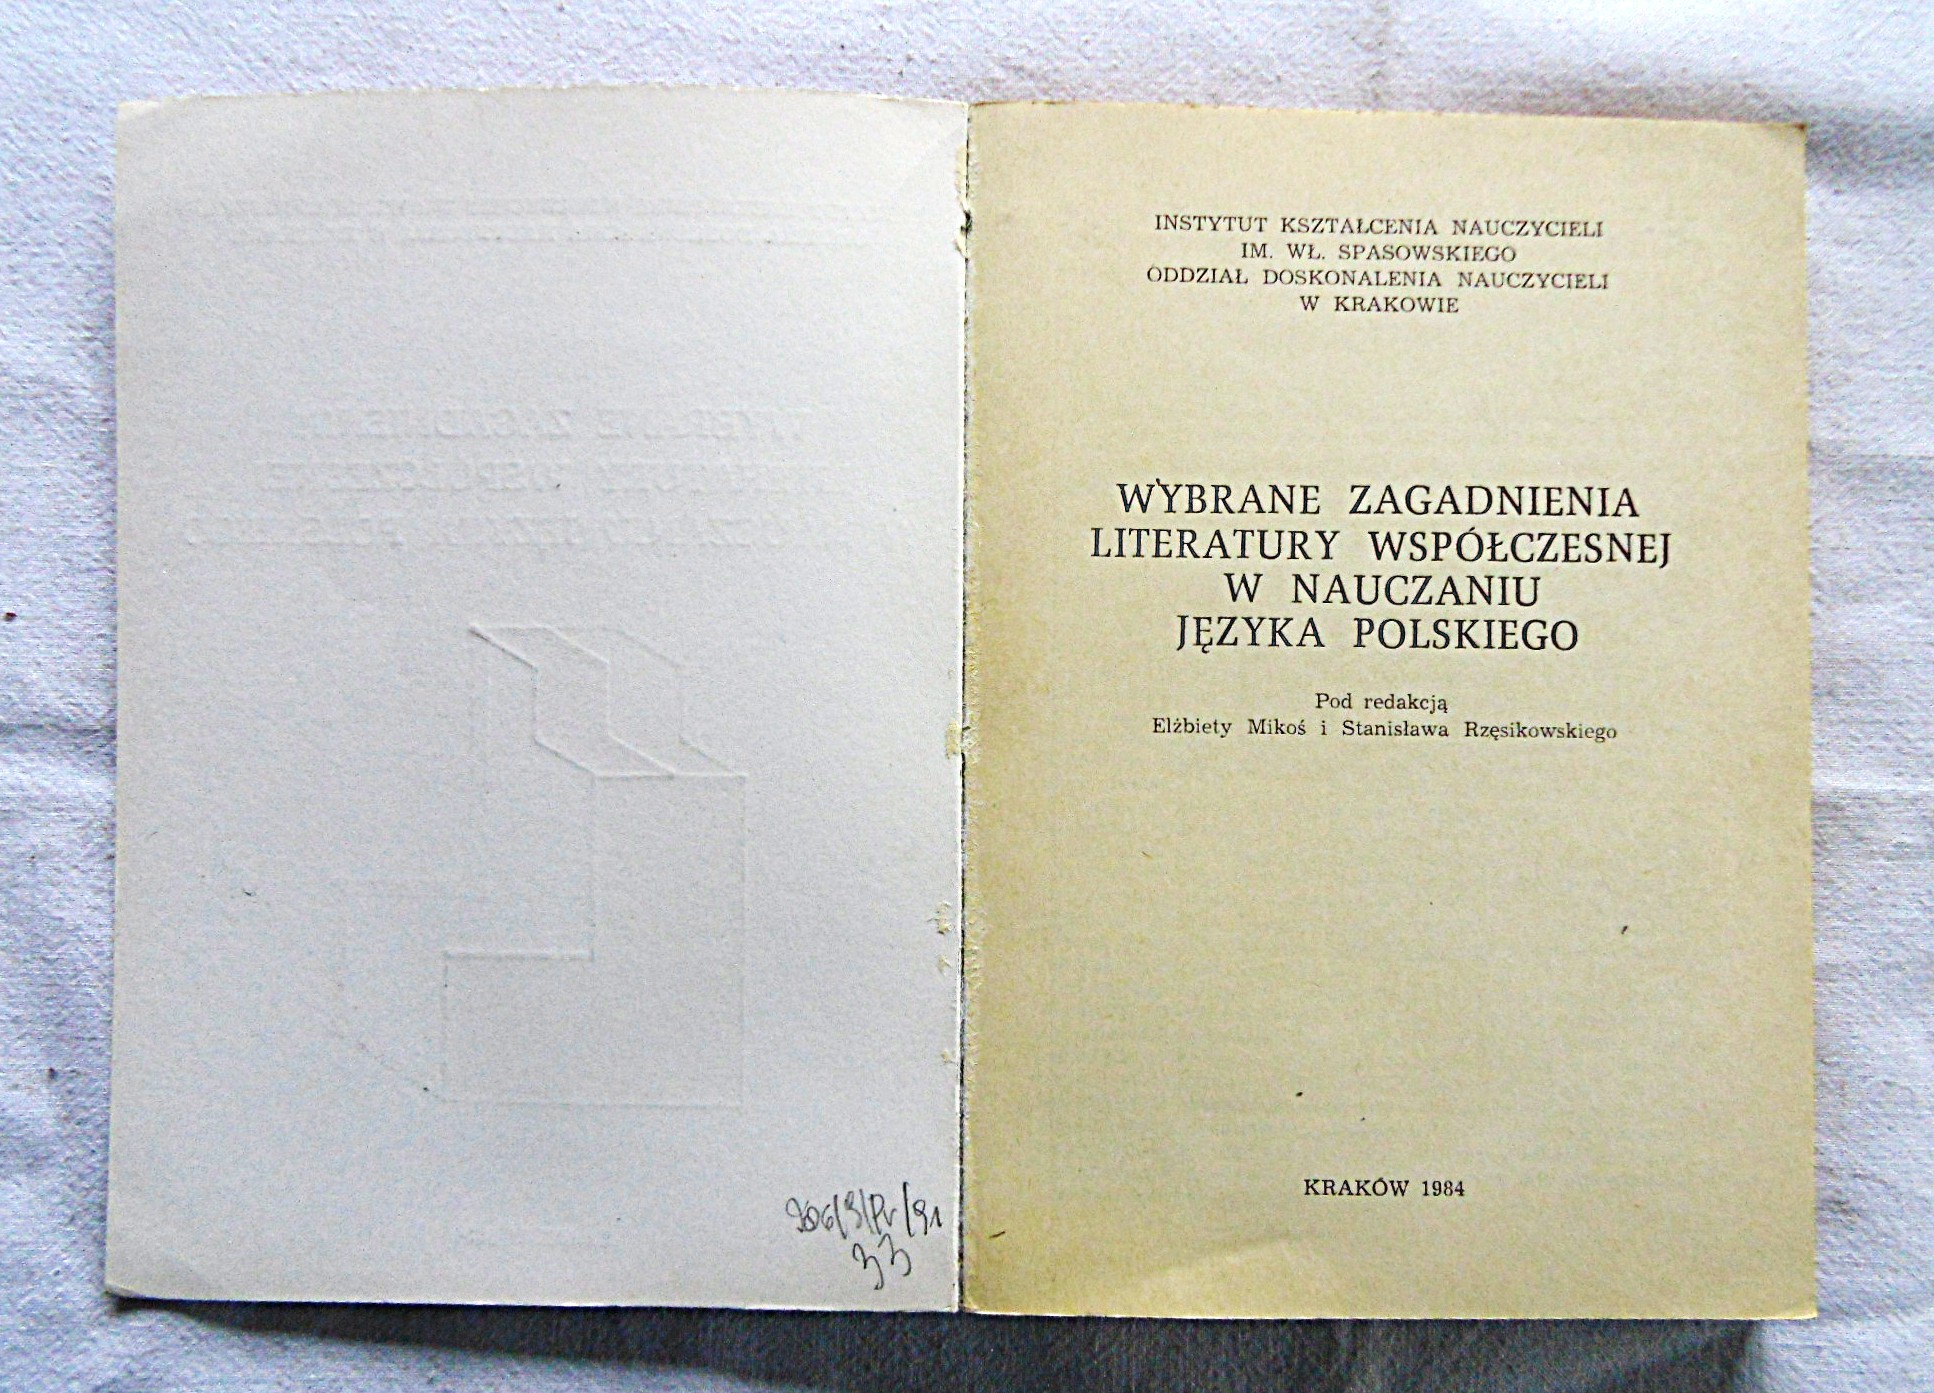 INSTYTUT KSZTAŁCENIA NAUCZYCIELI
IM. WŁ. SPASOWSKIEGO
ODDZIAŁ DOSKONALENIA NAUCZYCIELI
W KRAKOWIE
WYBRANE ZAGADNIENIA
LITERATURY WSPÓŁCZESNEJ
W NAUCZANIU
JĘZYKA POLSKIEGO
Pod redakcją
Elżbiety Mikoś i Stanisława Rzęsikowskiego
KRAKÓW 1984
33